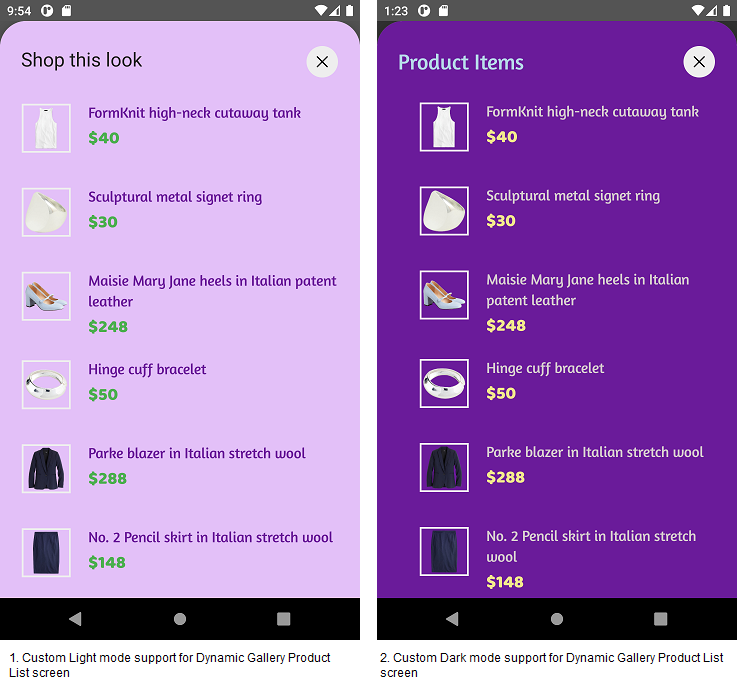 9:54
Shop this look
FormKnit high-neck cutaway tank
$40
Sculptural metal signet ring
$30
Maisie Mary Jane heels in Italian patent
leather
$248
Hinge cuff bracelet
$50
Parke blazer in Italian stretch wool
$288
No. 2 Pencil skirt in Italian stretch wool
$148
1. Custom Light mode support for Dynamic Gallery Product
List screen
1:23
Product Items
FormKnit high-neck cutaway tank
$40
Sculptural metal signet ring
$30
Maisie Mary Jane heels in Italian
patent leather
$248
Hinge cuff bracelet
$50
Parke blazer in Italian stretch wool
$288
No. 2 Pencil skirt in Italian stretch
wool
$148
2. Custom Dark mode support for Dynamic Gallery Product List
screen